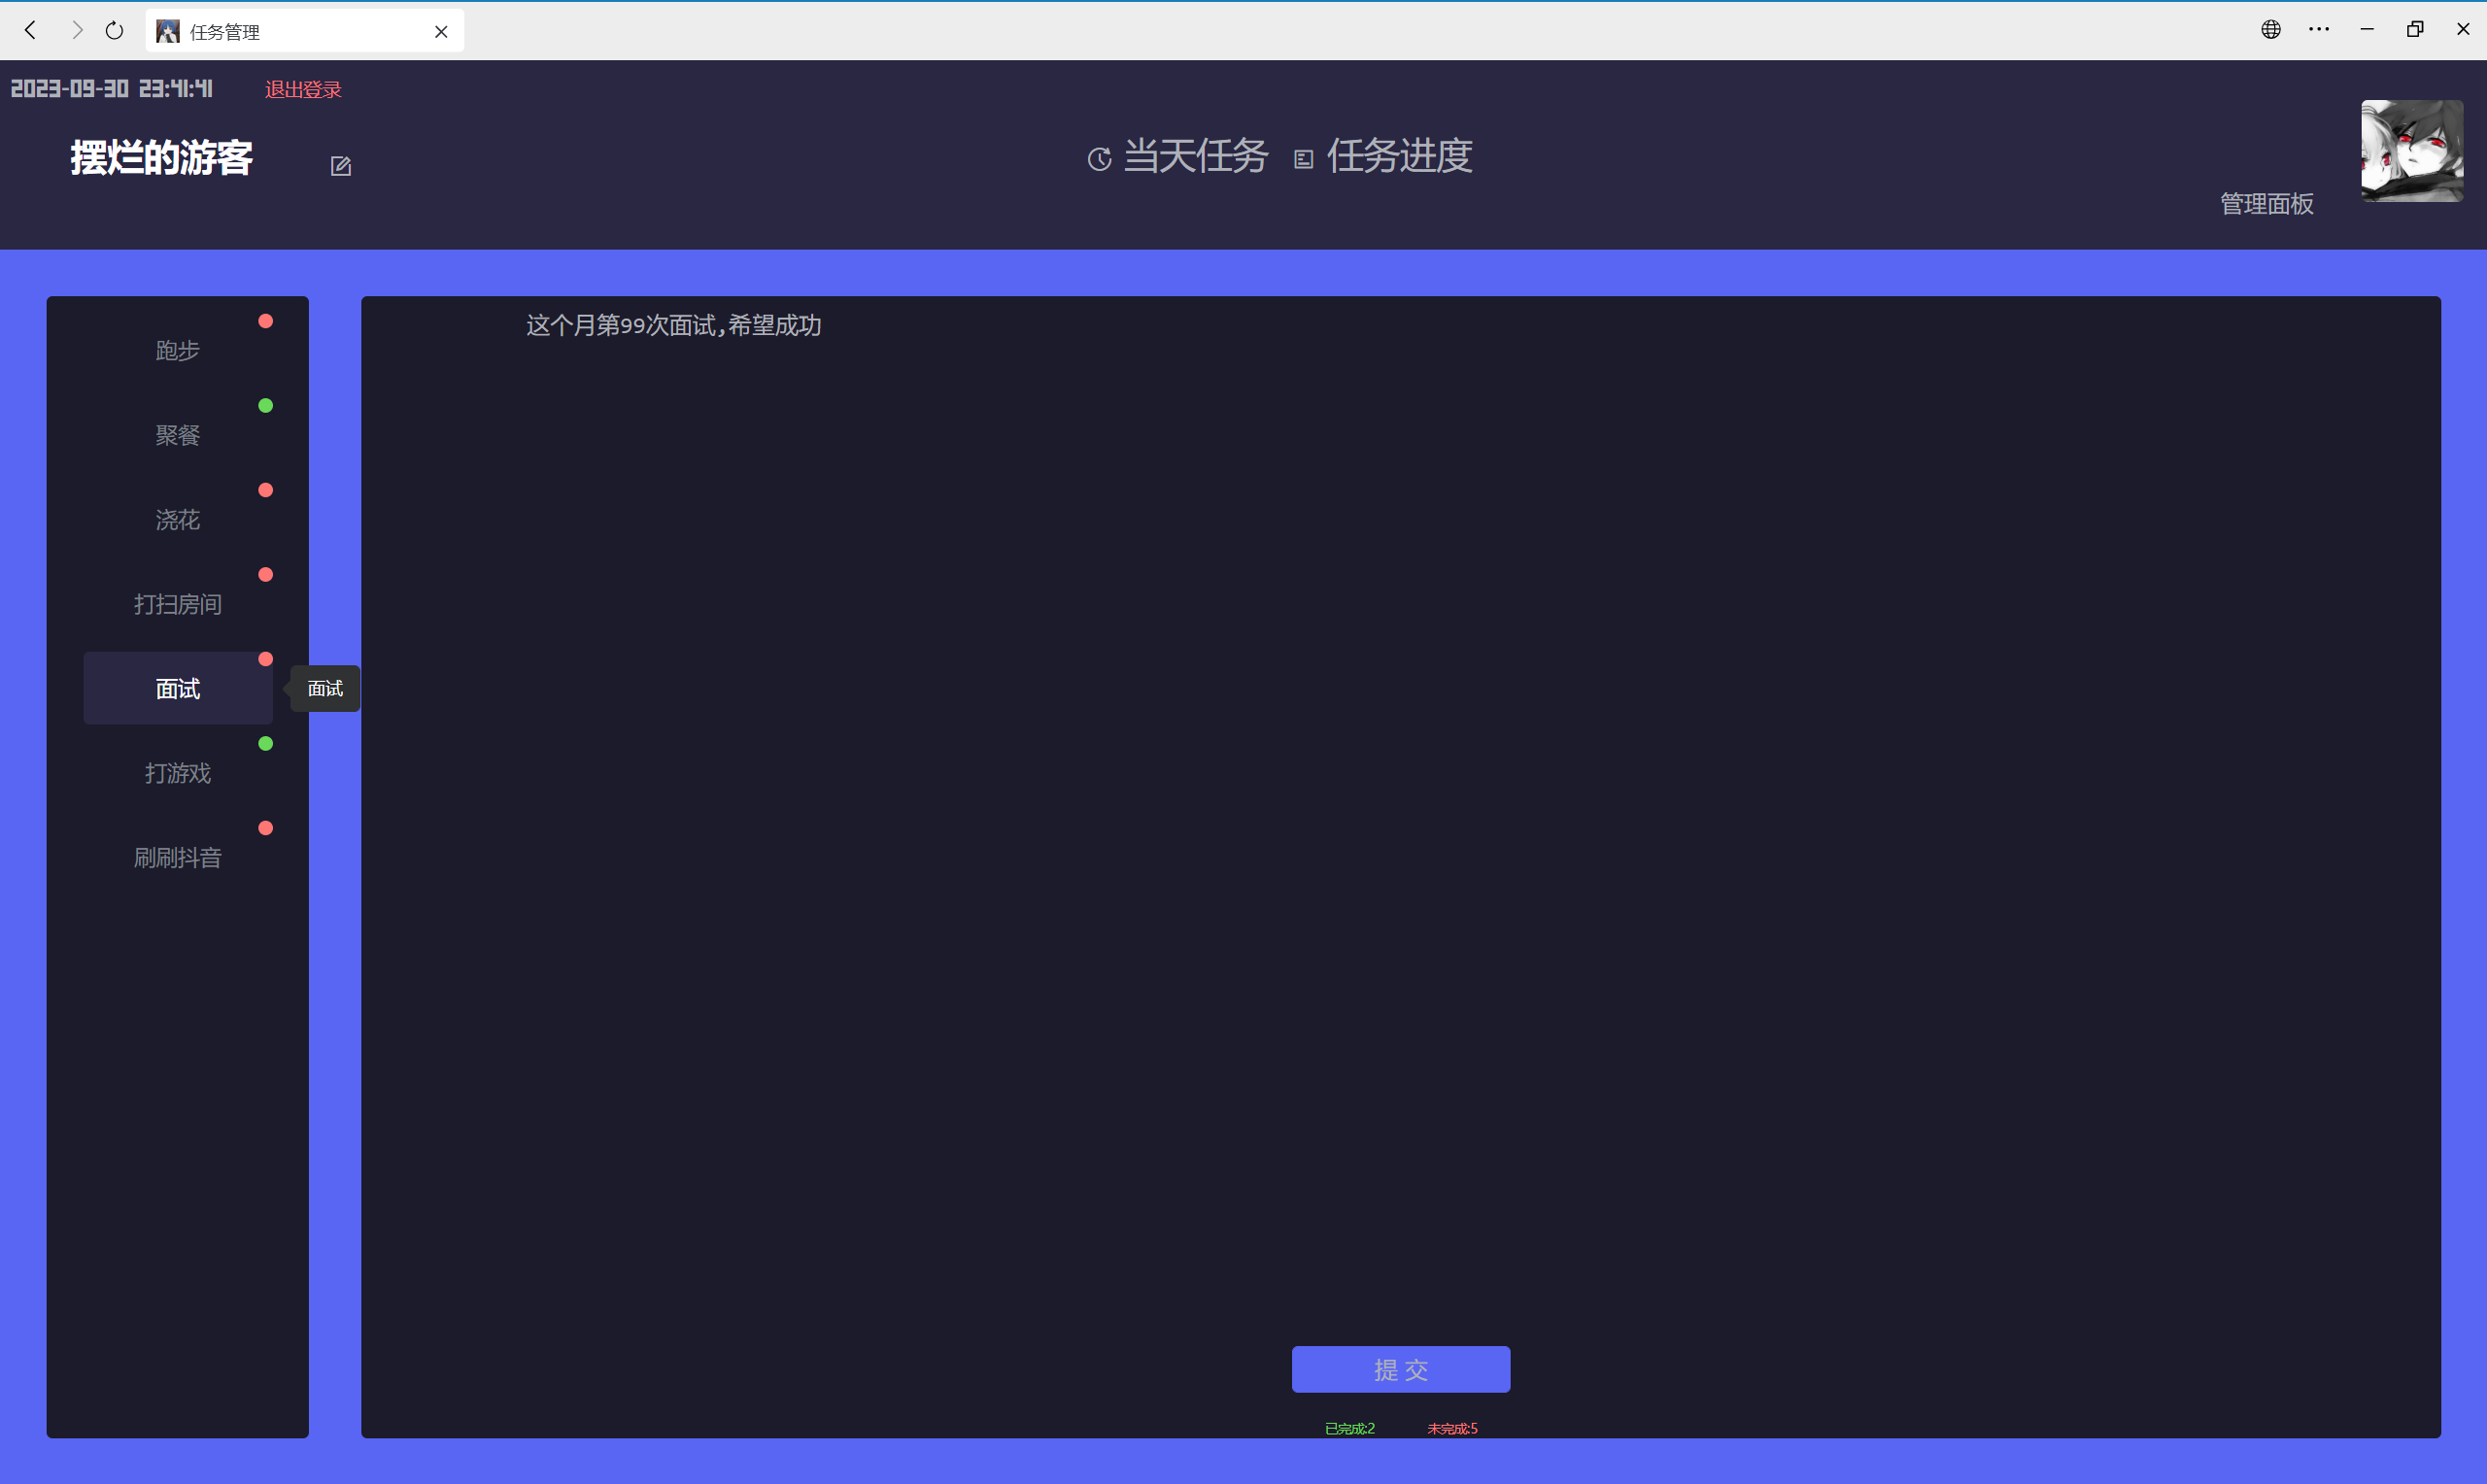 任务管理
2023-09-30 23:41:41 退出登录
摆烂的游客
当天任务 任务进度
管理面板
跑步
聚餐
浇花
打扫房间
面试
面试
打游戏
刷刷抖音
这个月第99次面试,希望成功
提 交
已完成:2 未完成:5